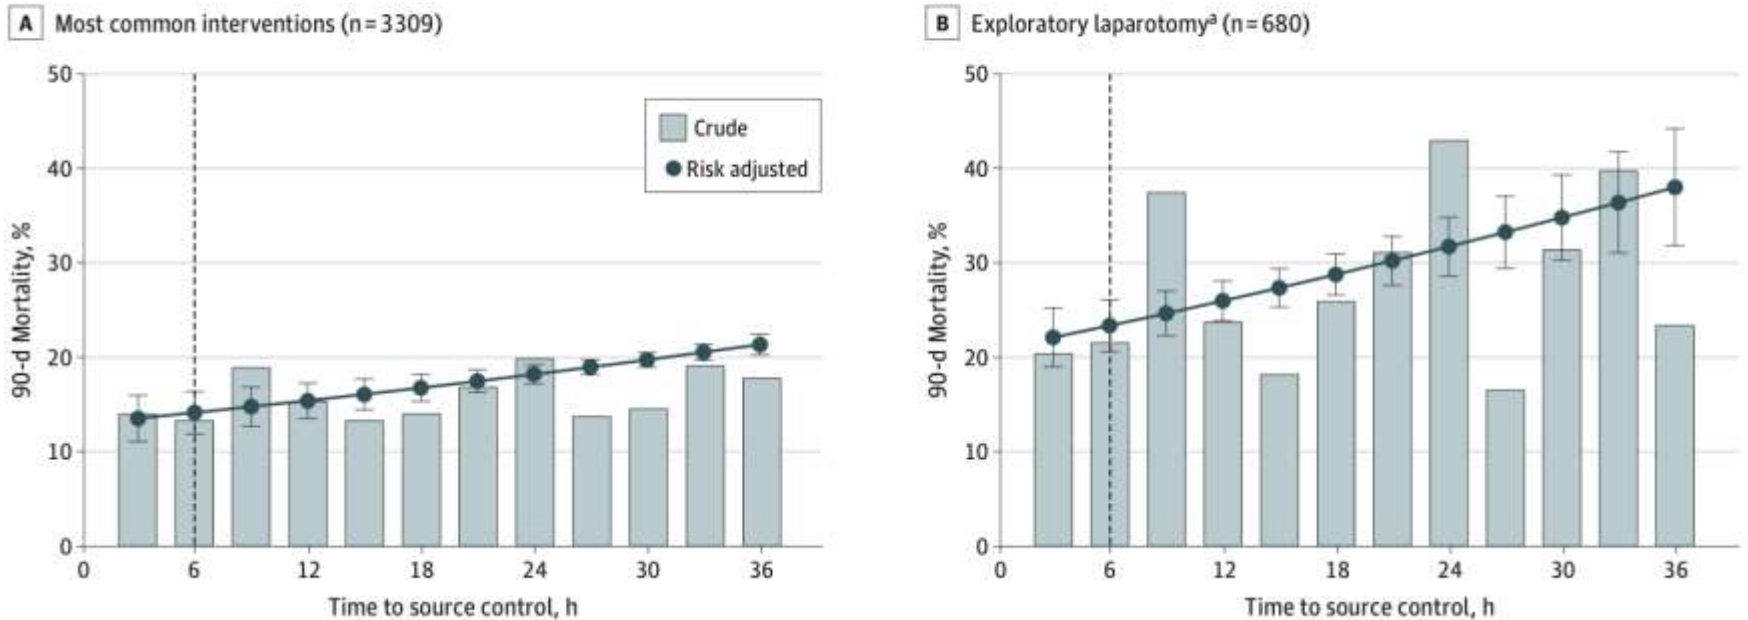 A Most common interventions (n=3309)
50
40
30
20
10
0
90-d Mortality, %
Crude
Risk adjusted
0 6 12 18 24 30 36
Time to source control, h
B Exploratory laparotomyᵃ (n=680)
50
40
30
20
10
0
90-d Mortality, %
0 6 12 18 24 30 36
Time to source control, h